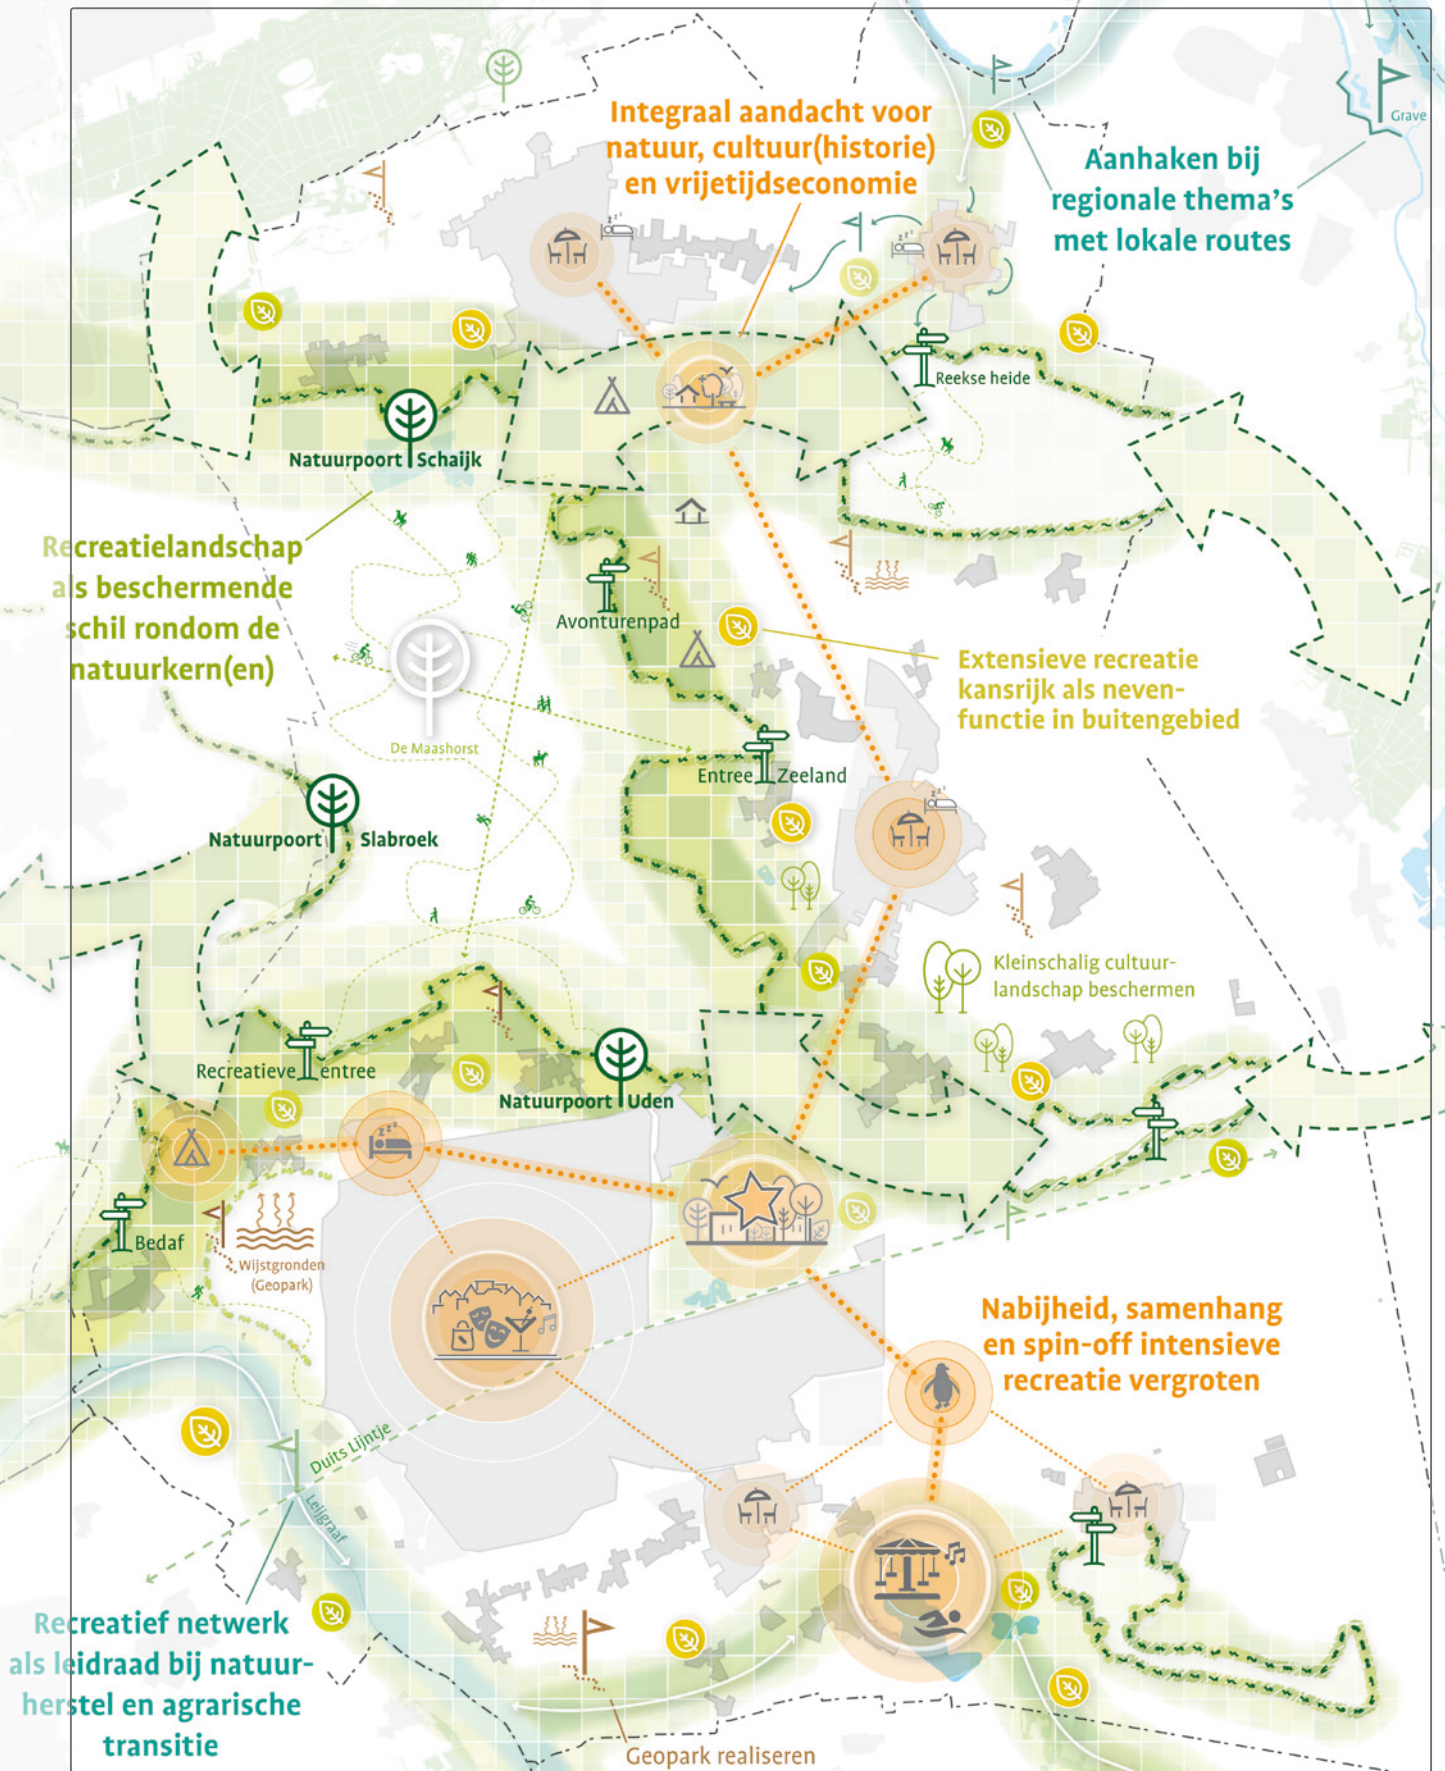 Grave
Integraal aandacht voor
natuur, cultuur(historie)
en vrijetijdseconomie
Aanhaken bij
regionale thema's
met lokale routes
zzz
zzz
Reekse heide
Natuurpoort Schaijk
Recreatielandschap
als beschermende
schil rondom de
natuurkern(en)
Avonturenpad
Extensieve recreatie
kansrijk als neven-
functie in buitengebied
De Maashorst
Entree Zeeland
zzz
Natuurpoort Slabroek
Kleinschalig cultuur-
landschap beschermen
Recreatieve entree
Natuurpoort Uden
zzz
Bedaf
Wijstgronden
(Geopark)
Nabijheid, samenhang
en spin-off intensieve
recreatie vergroten
Duits Lijntje
Leijgraaf
Recreatief netwerk
als leidraad bij natuur-
herstel en agrarische
transitie
Geopark realiseren